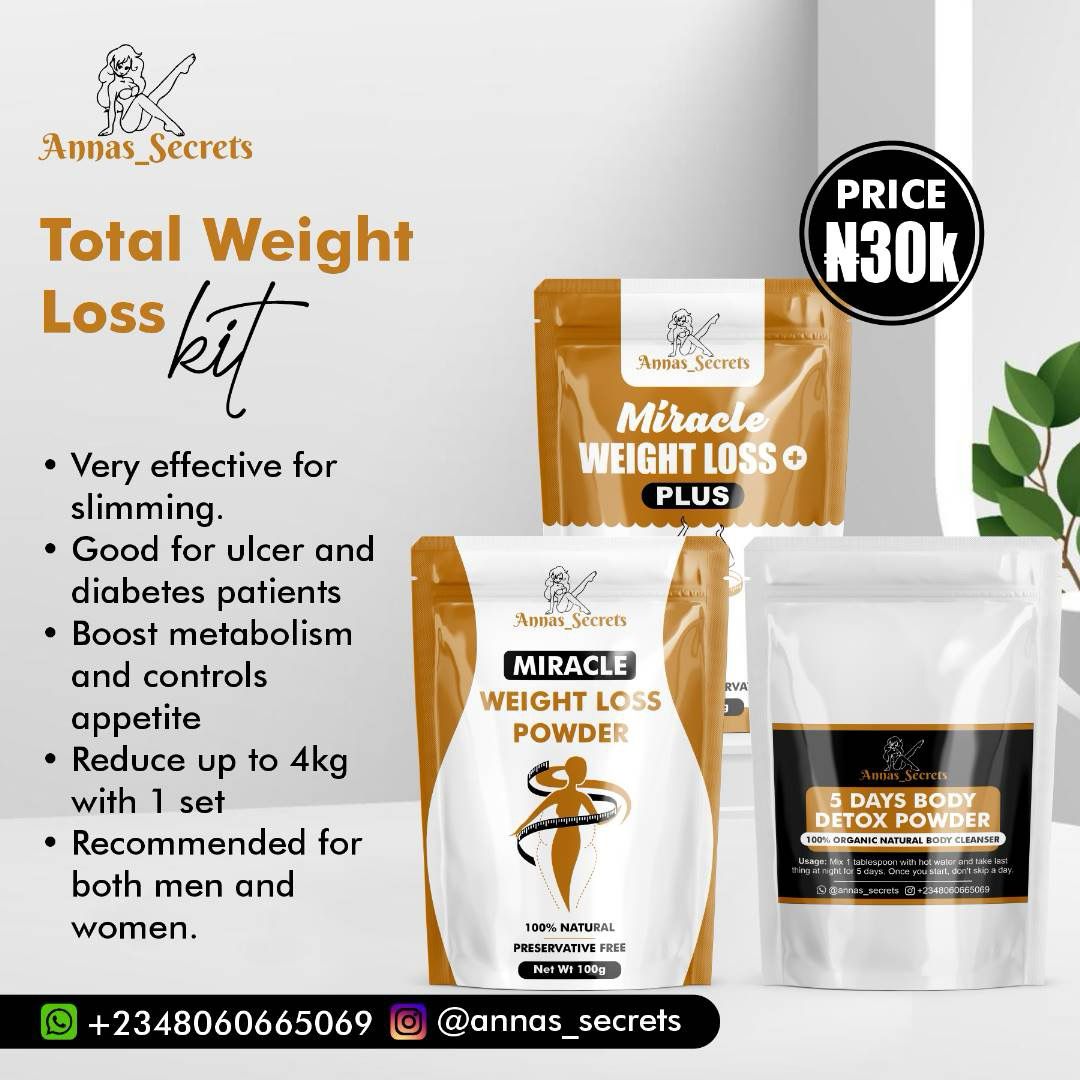 Annas_Secrets
Total Weight
Loss kit
• Very effective for
slimming.
• Good for ulcer and
diabetes patients
• Boost metabolism
and controls
appetite
• Reduce up to 4kg
with 1 set
• Recommended for
both men and
women.
PRICE
₦30k
Annas_Secrets
Miracle
WEIGHT LOSS +
PLUS
Annas_Secrets
MIRACLE
WEIGHT LOSS
POWDER
100% NATURAL
PRESERVATIVE FREE
Net Wt 100g
Annas_Secrets
5 DAYS BODY
DETOX POWDER
100% ORGANIC NATURAL BODY CLEANSER
Usage: Mix 1 tablespoon with hot water and take last
thing at night for 5 days. Once you start, don't skip a day.
@annas_secrets +2348060665069
+2348060665069 @annas_secrets